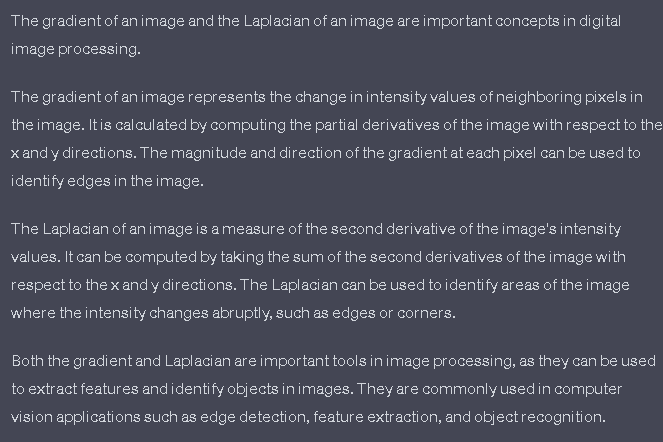 The gradient of an image and the Laplacian of an image are important concepts in digital
image processing.
The gradient of an image represents the change in intensity values of neighboring pixels in
the image. It is calculated by computing the partial derivatives of the image with respect to the
x and y directions. The magnitude and direction of the gradient at each pixel can be used to
identify edges in the image.
The Laplacian of an image is a measure of the second derivative of the image's intensity
values. It can be computed by taking the sum of the second derivatives of the image with
respect to the x and y directions. The Laplacian can be used to identify areas of the image
where the intensity changes abruptly, such as edges or corners.
Both the gradient and Laplacian are important tools in image processing, as they can be used
to extract features and identify objects in images. They are commonly used in computer
vision applications such as edge detection, feature extraction, and object recognition.